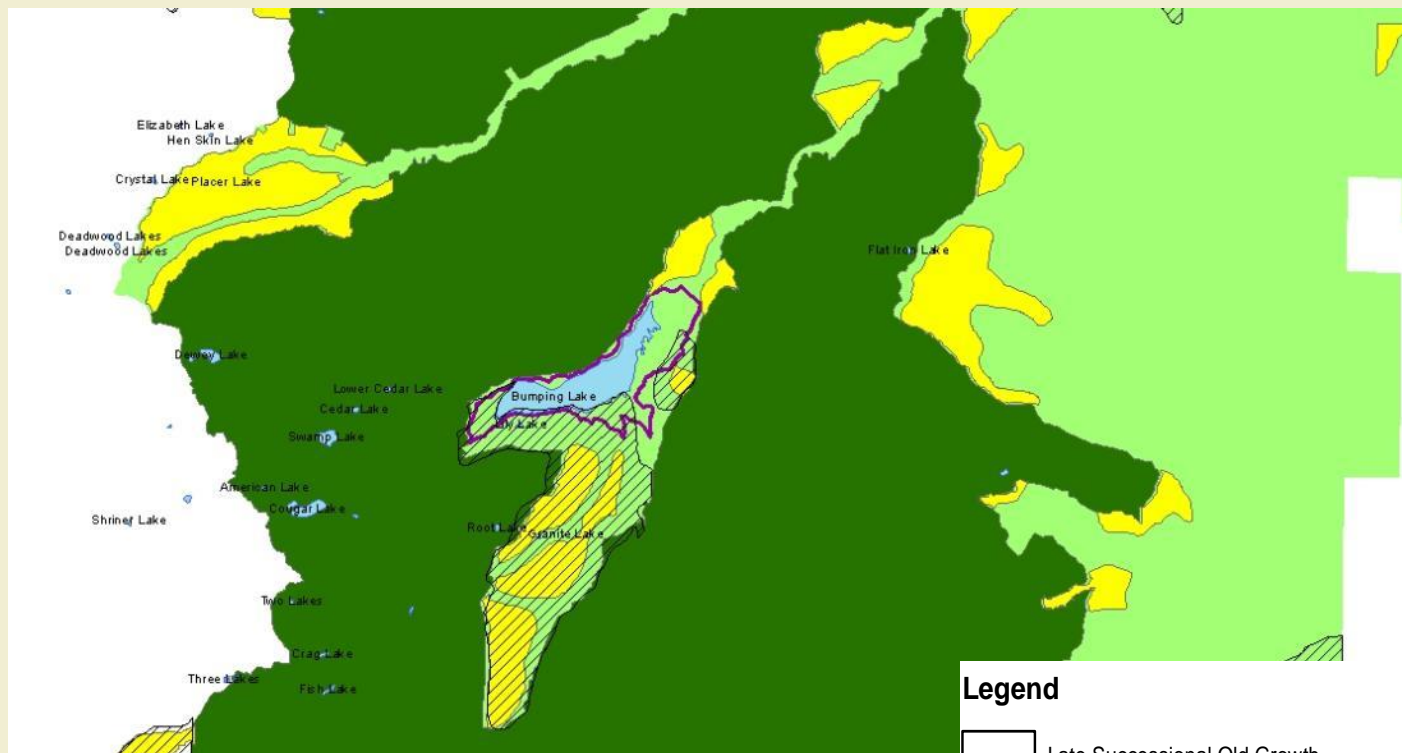 Elizabeth Lake
Hen Skin Lake
Crystal Lake Placer Lake
Deadwood Lakes
Deadwood Lakes
Flat Iron Lake
Dewey Lake
Lower Cedar Lake
Bumping Lake
Cedar Lake
Lily Lake
Swamp Lake
American Lake
Cougar Lake
Shriner Lake
Root Lake
Granite Lake
Two Lakes
Crag Lake
Three Lakes
Fish Lake
Legend
Late Successional Old Growth